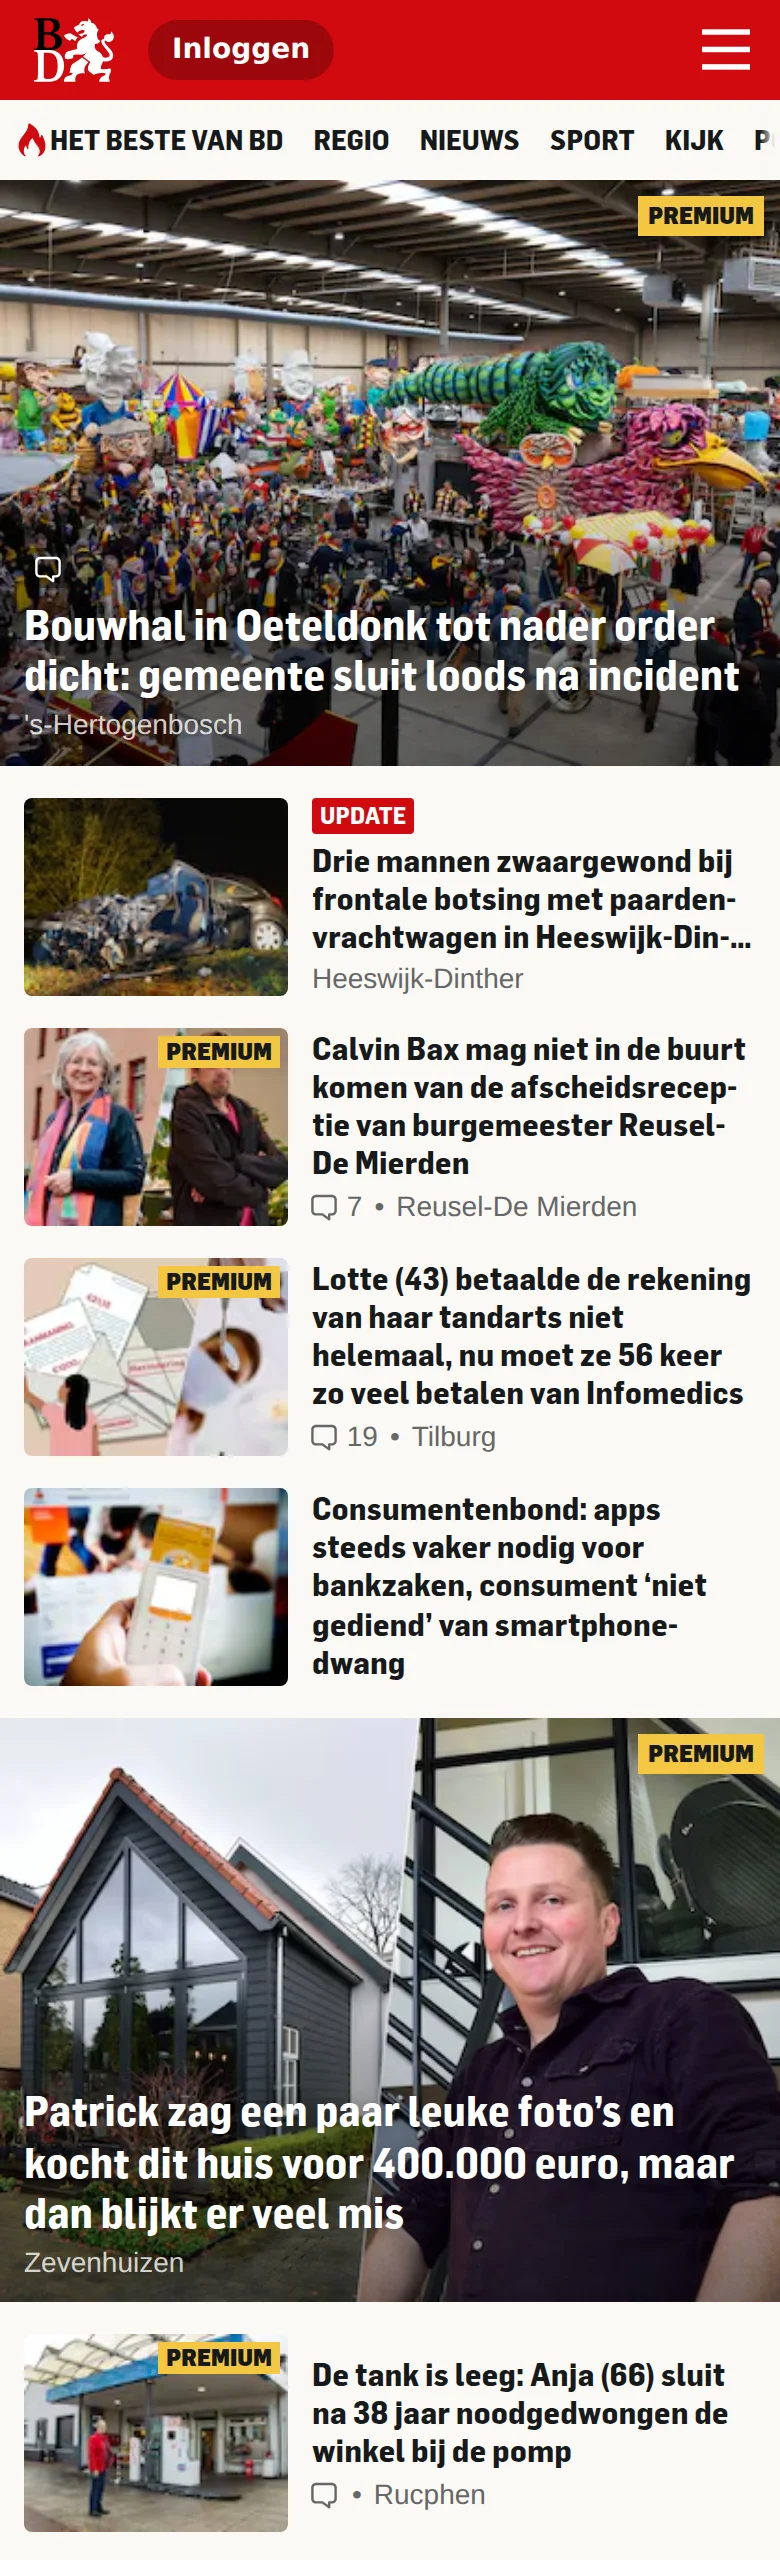 B
D
Inloggen
HET BESTE VAN BD REGIO NIEUWS SPORT KIJK
PREMIUM
Bouwhal in Oeteldonk tot nader order
dicht: gemeente sluit loods na incident
's-Hertogenbosch
UPDATE
Drie mannen zwaargewond bij
frontale botsing met paarden-
vrachtwagen in Heeswijk-Din-...
Heeswijk-Dinther
PREMIUM
Calvin Bax mag niet in de buurt
komen van de afscheidsrecep-
tie van burgemeester Reusel-
De Mierden
7 • Reusel-De Mierden
PREMIUM
Lotte (43) betaalde de rekening
van haar tandarts niet
helemaal, nu moet ze 56 keer
zo veel betalen van Infomedics
19 • Tilburg
Consumentenbond: apps
steeds vaker nodig voor
bankzaken, consument ‘niet
gediend’ van smartphone-
dwang
PREMIUM
Patrick zag een paar leuke foto’s en
kocht dit huis voor 400.000 euro, maar
dan blijkt er veel mis
Zevenhuizen
PREMIUM
De tank is leeg: Anja (66) sluit
na 38 jaar noodgedwongen de
winkel bij de pomp
• Rucphen